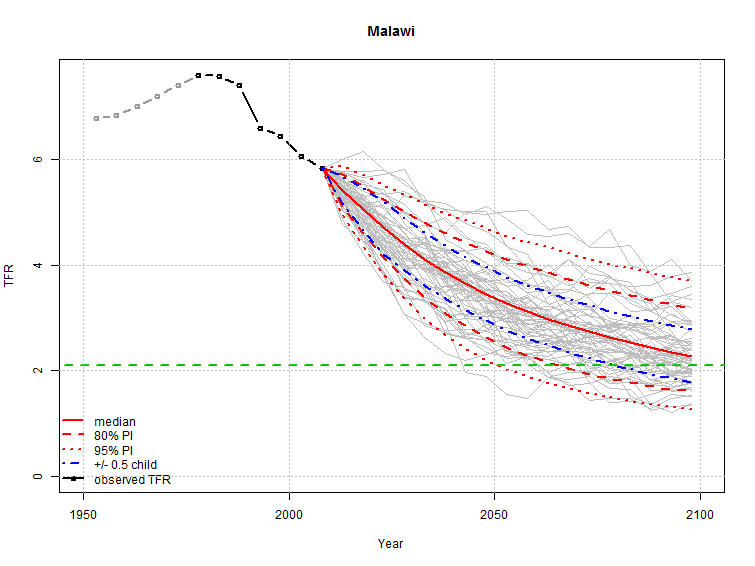 Malawi
TFR
6
4
2
0
median
80% PI
95% PI
+/- 0.5 child
observed TFR
1950 2000 2050 2100
Year